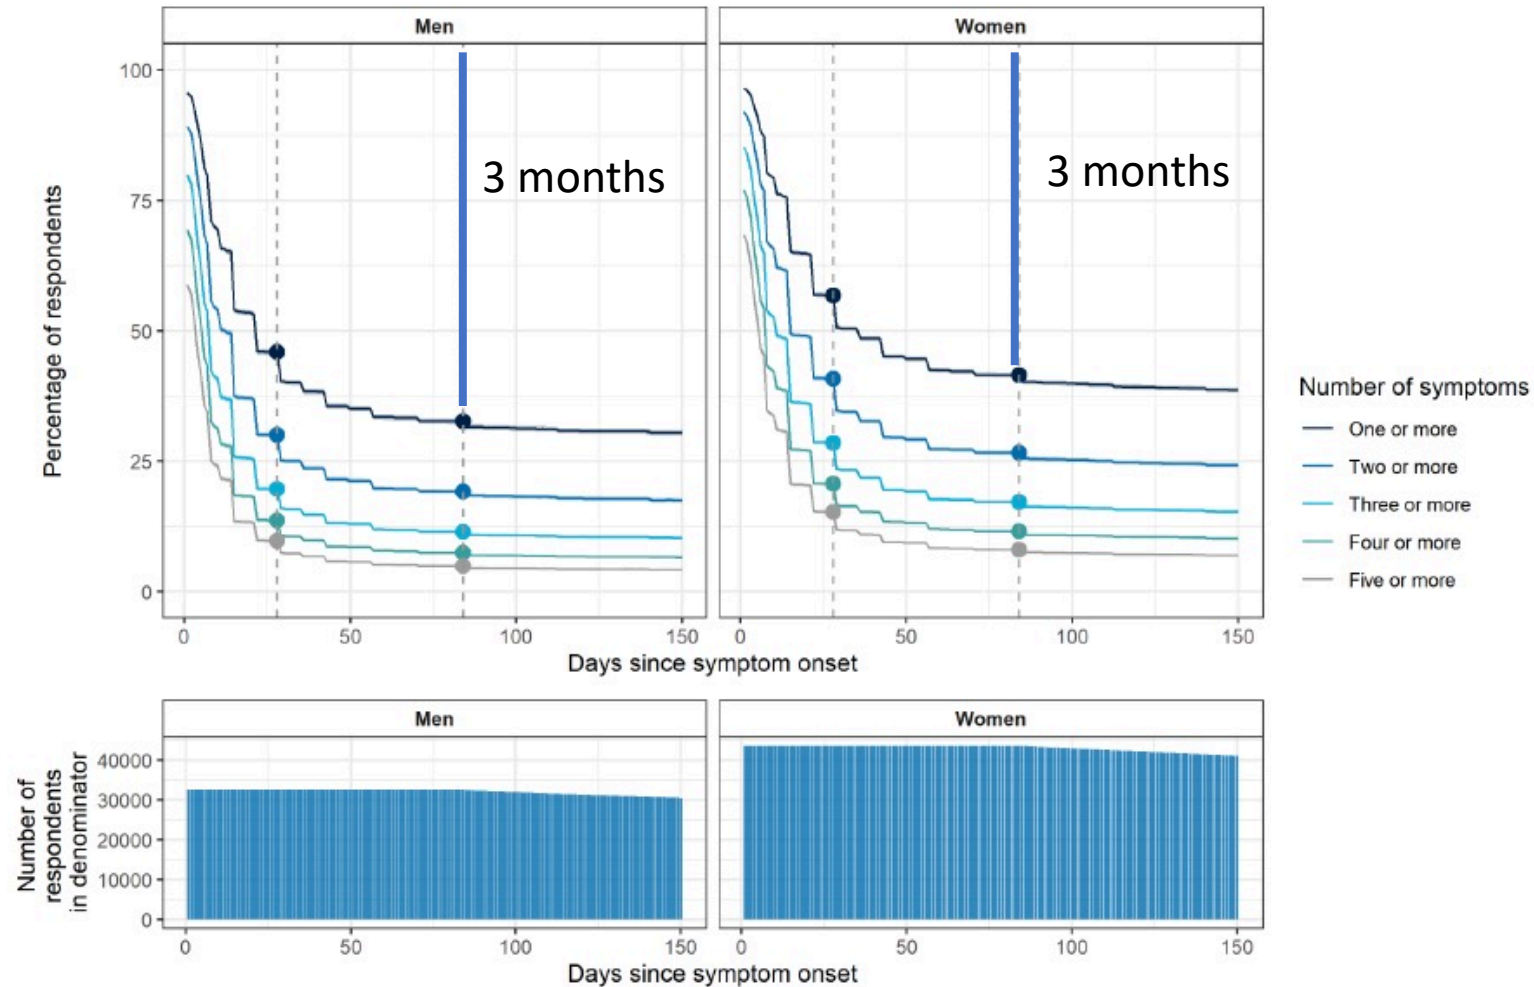 Men
Women
Percentage of respondents
100
75
50
25
0
3 months
3 months
0 50 100 150
0 50 100 150
Days since symptom onset
Number of symptoms
One or more
Two or more
Three or more
Four or more
Five or more
Men
Women
Number of
respondents
in denominator
40000
30000
20000
10000
0
0 50 100 150
0 50 100 150
Days since symptom onset